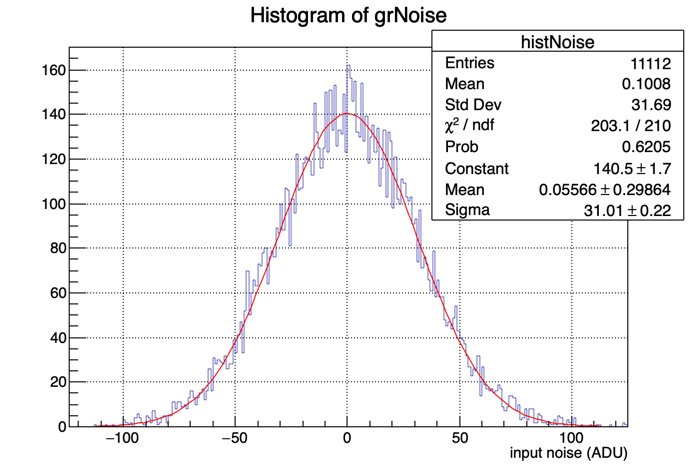 Histogram of grNoise
histNoise
Entries 11112
Mean 0.1008
Std Dev 31.69
χ² / ndf 203.1 / 210
Prob 0.6205
Constant 140.5 ± 1.7
Mean 0.05566 ± 0.29864
Sigma 31.01 ± 0.22
160
140
120
100
80
60
40
20
0
−100 −50 0 50 100
input noise (ADU)